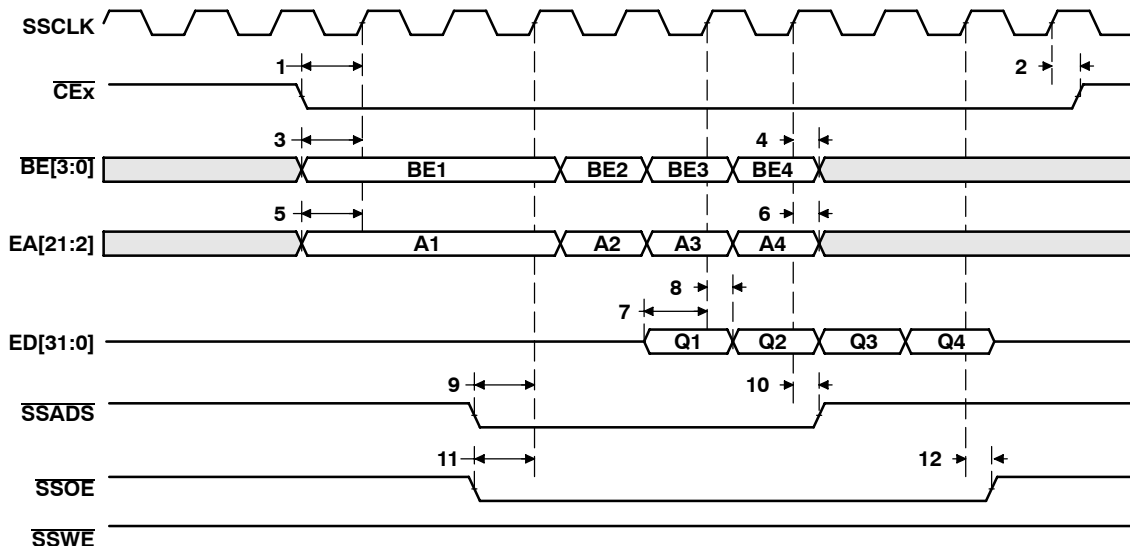 SSCLK
1
2
CEx
3
4
BE[3:0]
BE1
BE2
BE3
BE4
5
6
EA[21:2]
A1
A2
A3
A4
7
8
ED[31:0]
Q1
Q2
Q3
Q4
9
10
SSADS
11
12
SSOE
SSWE